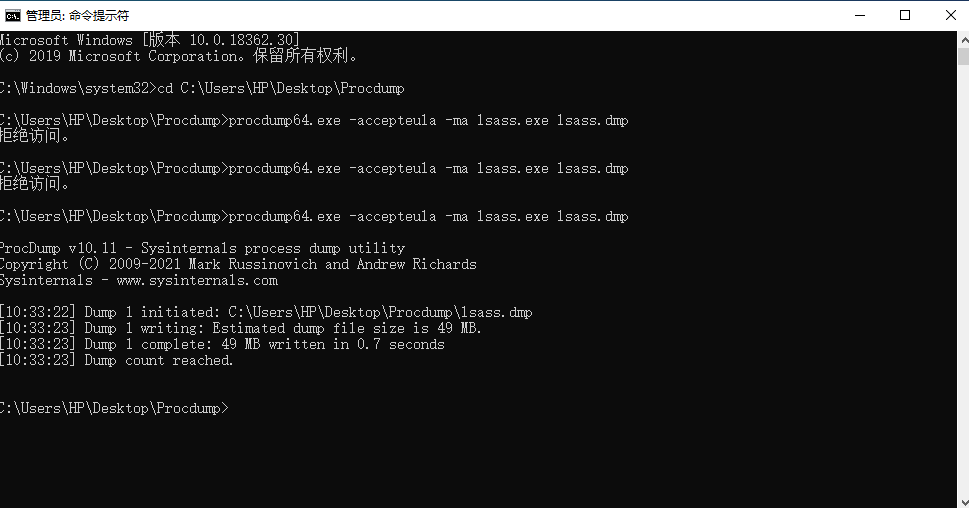 管理员: 命令提示符
Microsoft Windows [版本 10.0.18362.30]
(c) 2019 Microsoft Corporation。保留所有权利。
C:\Windows\system32>cd C:\Users\HP\Desktop\Procdump
C:\Users\HP\Desktop\Procdump>procdump64.exe -accepteula -ma lsass.exe lsass.dmp
拒绝访问。
C:\Users\HP\Desktop\Procdump>procdump64.exe -accepteula -ma lsass.exe lsass.dmp
拒绝访问。
C:\Users\HP\Desktop\Procdump>procdump64.exe -accepteula -ma lsass.exe lsass.dmp
ProcDump v10.11 - Sysinternals process dump utility
Copyright (C) 2009-2021 Mark Russinovich and Andrew Richards
Sysinternals - www.sysinternals.com
[10:33:22] Dump 1 initiated: C:\Users\HP\Desktop\Procdump\lsass.dmp
[10:33:23] Dump 1 writing: Estimated dump file size is 49 MB.
[10:33:23] Dump 1 complete: 49 MB written in 0.7 seconds
[10:33:23] Dump count reached.
C:\Users\HP\Desktop\Procdump>